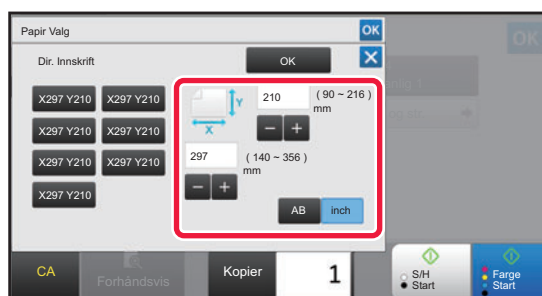 Papir Valg
OK
OK
Dir. Innskrift
OK
X297 Y210
X297 Y210
X297 Y210
X297 Y210
X297 Y210
X297 Y210
X297 Y210
X
Y
210
( 90 ~ 216 )
mm
297
( 140 ~ 356 )
mm
AB
inch
CA
Forhåndsvis
Kopier
1
S/H
Start
Farge
Start